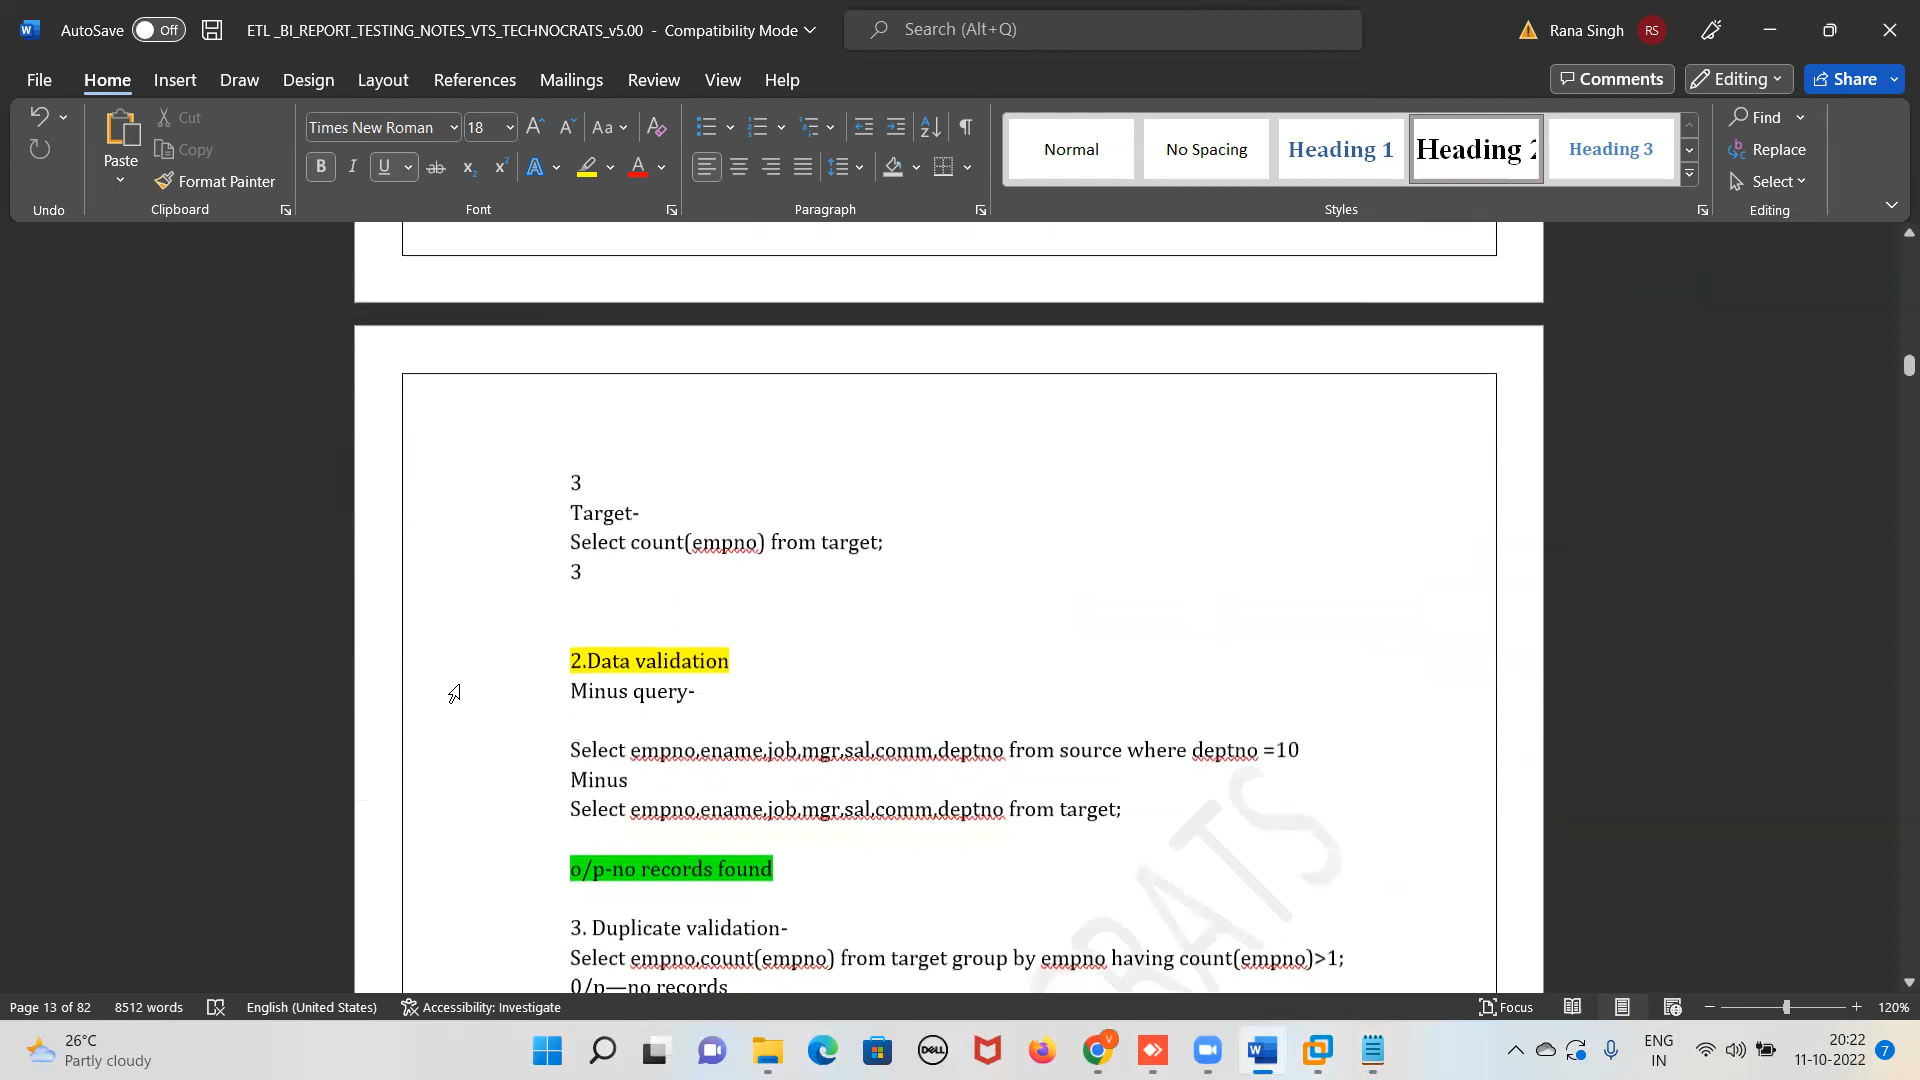 AutoSave Off ETL _BI_REPORT_TESTING_NOTES_VTS_TECHNOCRATS_v5.00 - Compatibility Mode Search (Alt+Q) Rana Singh RS
File Home Insert Draw Design Layout References Mailings Review View Help Comments Editing Share
Undo
Paste
Cut
Copy
Format Painter
Clipboard
Times New Roman 18
Font
Paragraph
Normal No Spacing Heading 1 Heading 2 Heading 3
Styles
Find
Replace
Select
Editing
3
Target-
Select count(empno) from target;
3
2.Data validation
Minus query-
Select empno,ename,job,mgr,sal,comm,deptno from source where deptno =10
Minus
Select empno,ename,job,mgr,sal,comm,deptno from target;
o/p-no records found
3. Duplicate validation-
Select empno,count(empno) from target group by empno having count(empno)>1;
0/p—no records
CRATS
Page 13 of 82 8512 words English (United States) Accessibility: Investigate Focus 120%
26°C
Partly cloudy
DELL
V
ENG
IN
20:22
11-10-2022
7